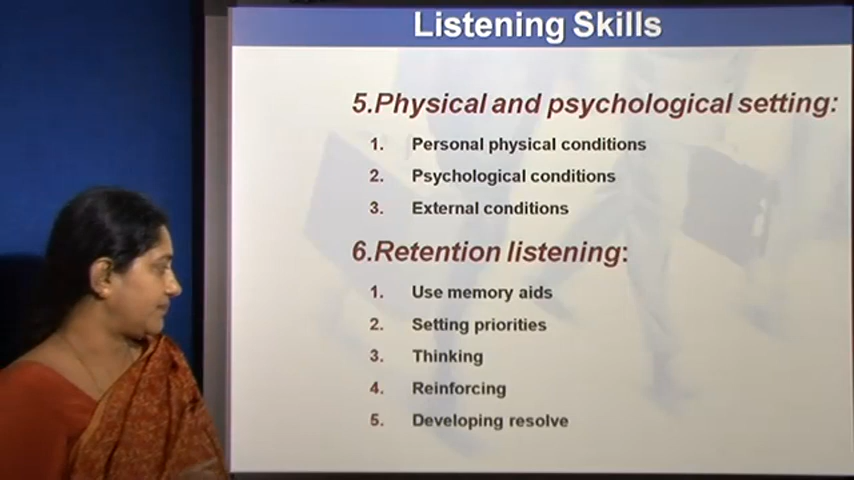 Listening Skills
5.Physical and psychological setting:
1. Personal physical conditions
2. Psychological conditions
3. External conditions
6.Retention listening:
1. Use memory aids
2. Setting priorities
3. Thinking
4. Reinforcing
5. Developing resolve